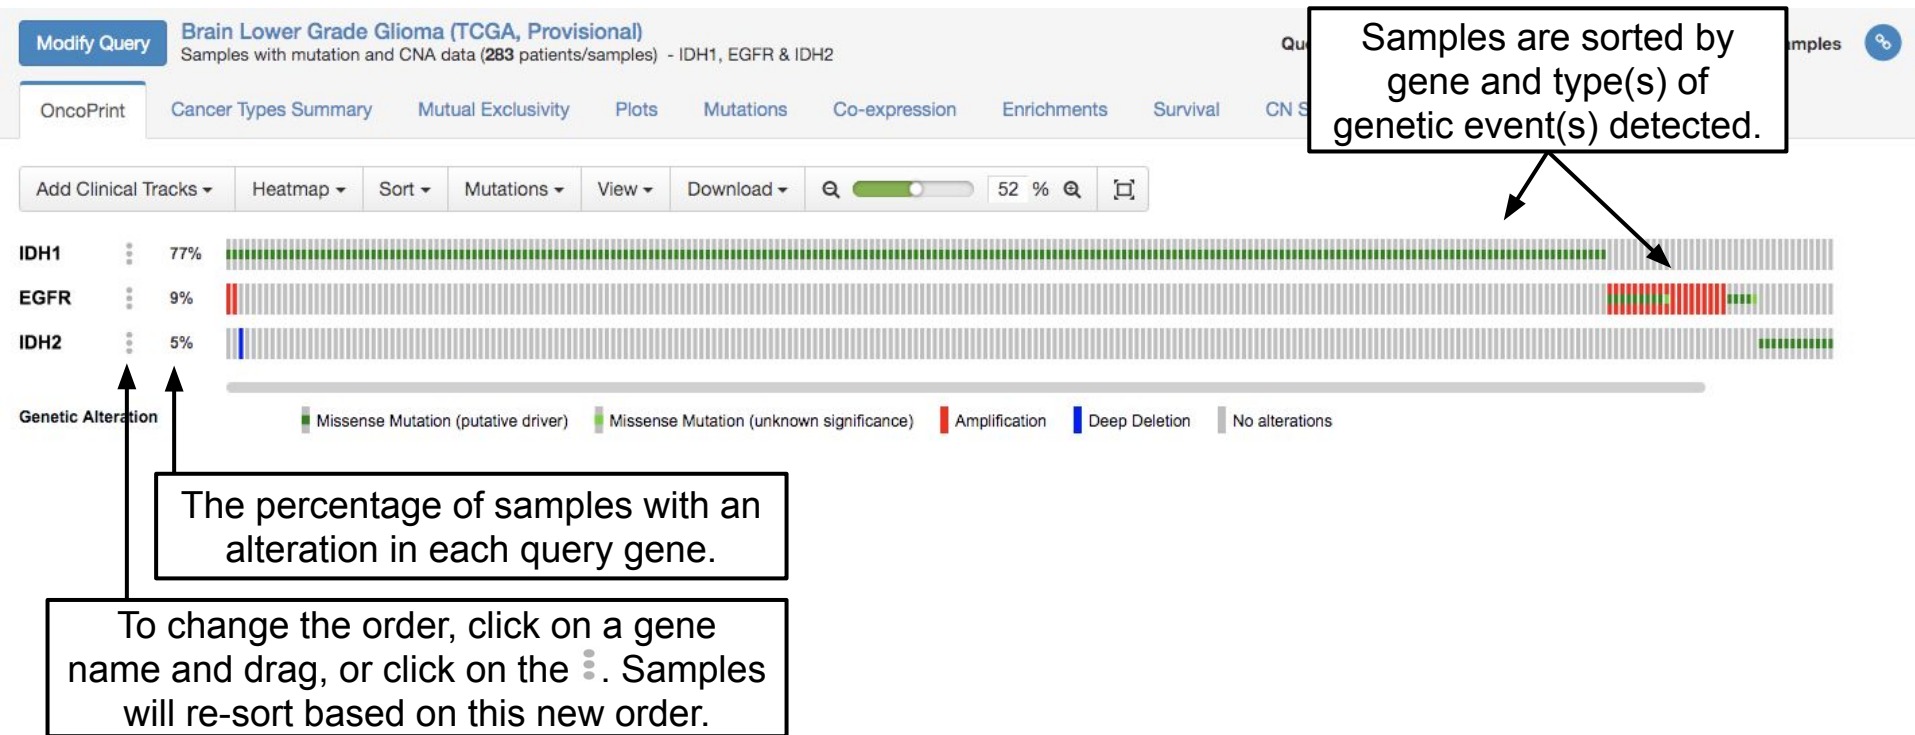 Modify Query
Brain Lower Grade Glioma (TCGA, Provisional)
Samples with mutation and CNA data (283 patients/samples) - IDH1, EGFR & IDH2
Samples are sorted by
gene and type(s) of
genetic event(s) detected.
OncoPrint Cancer Types Summary Mutual Exclusivity Plots Mutations Co-expression Enrichments Survival CN
Add Clinical Tracks Heatmap Sort Mutations View Download 52 %
IDH1 77%
EGFR 9%
IDH2 5%
Genetic Alteration Missense Mutation (putative driver) Missense Mutation (unknown significance) Amplification Deep Deletion No alterations
The percentage of samples with an
alteration in each query gene.
To change the order, click on a gene
name and drag, or click on the . Samples
will re-sort based on this new order.